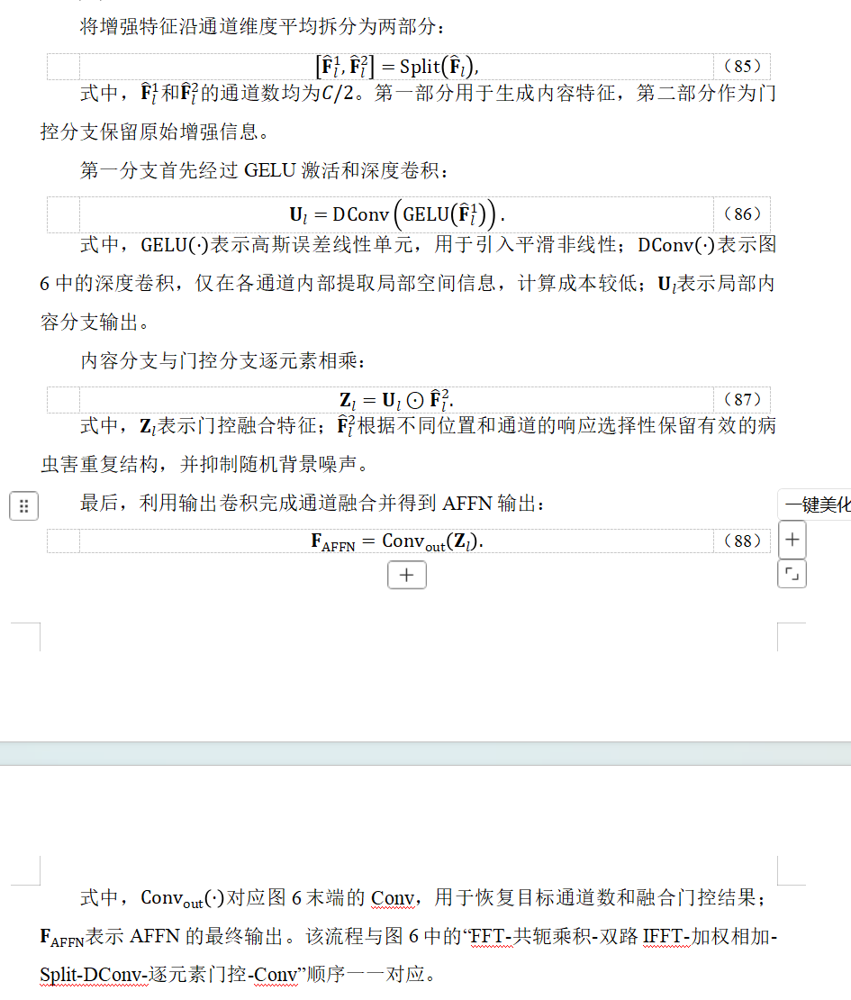 将增强特征沿通道维度平均拆分为两部分：
[F̂ₗ¹, F̂ₗ²] = Split(F̂ₗ),	（85）
式中，F̂ₗ¹和F̂ₗ²的通道数均为C/2。第一部分用于生成内容特征，第二部分作为门
控分支保留原始增强信息。
第一分支首先经过 GELU 激活和深度卷积：
Uₗ = DConv(GELU(F̂ₗ¹)).	（86）
式中，GELU(·)表示高斯误差线性单元，用于引入平滑非线性；DConv(·)表示图
6 中的深度卷积，仅在各通道内部提取局部空间信息，计算成本较低；Uₗ表示局部内
容分支输出。
内容分支与门控分支逐元素相乘：
Zₗ = Uₗ ⊙ F̂ₗ².	（87）
式中，Zₗ表示门控融合特征；F̂ₗ²根据不同位置和通道的响应选择性保留有效的病
虫害重复结构，并抑制随机背景噪声。
最后，利用输出卷积完成通道融合并得到 AFFN 输出：
一键美化
F_AFFN = Conv_out(Zₗ).	（88）
式中，Conv_out(·)对应图 6 末端的 Conv，用于恢复目标通道数和融合门控结果；
F_AFFN表示 AFFN 的最终输出。该流程与图 6 中的“FFT-共轭乘积-双路 IFFT-加权相加-
Split-DConv-逐元素门控-Conv”顺序一一对应。